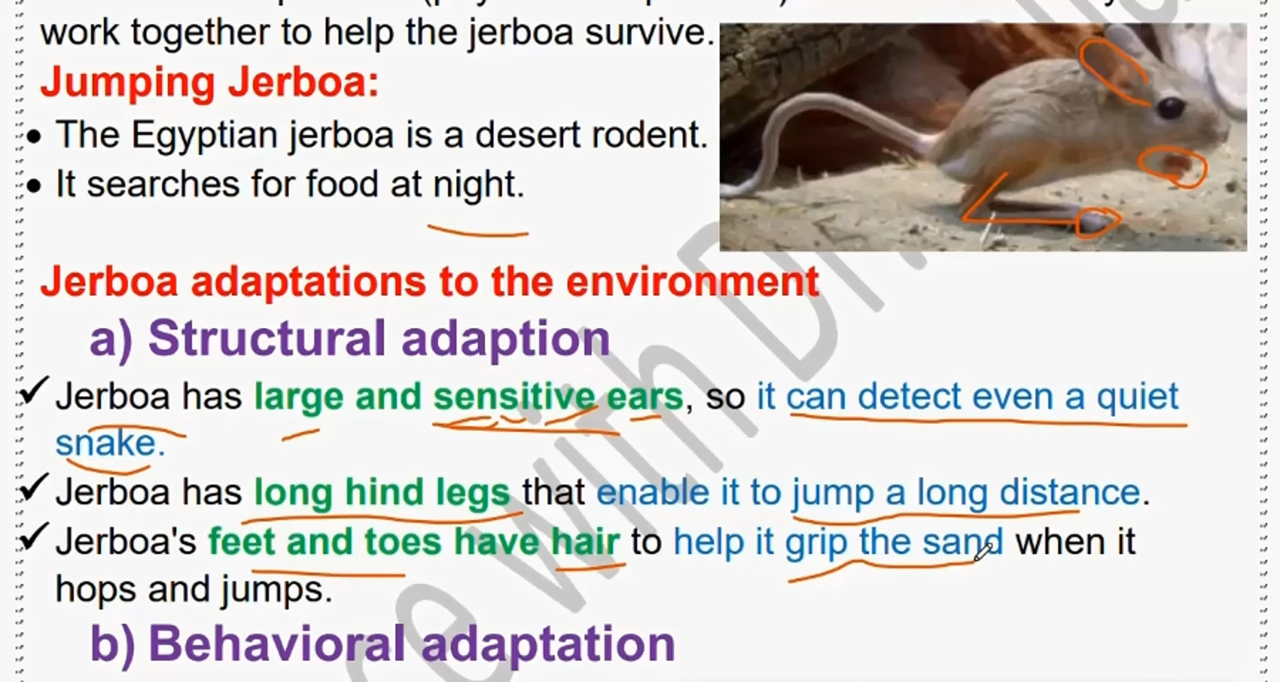 work together to help the jerboa survive.
Jumping Jerboa:
• The Egyptian jerboa is a desert rodent.
• It searches for food at night.
Jerboa adaptations to the environment
a) Structural adaption
✓ Jerboa has large and sensitive ears, so it can detect even a quiet
snake.
✓ Jerboa has long hind legs that enable it to jump a long distance.
✓ Jerboa's feet and toes have hair to help it grip the sand when it
hops and jumps.
b) Behavioral adaptation